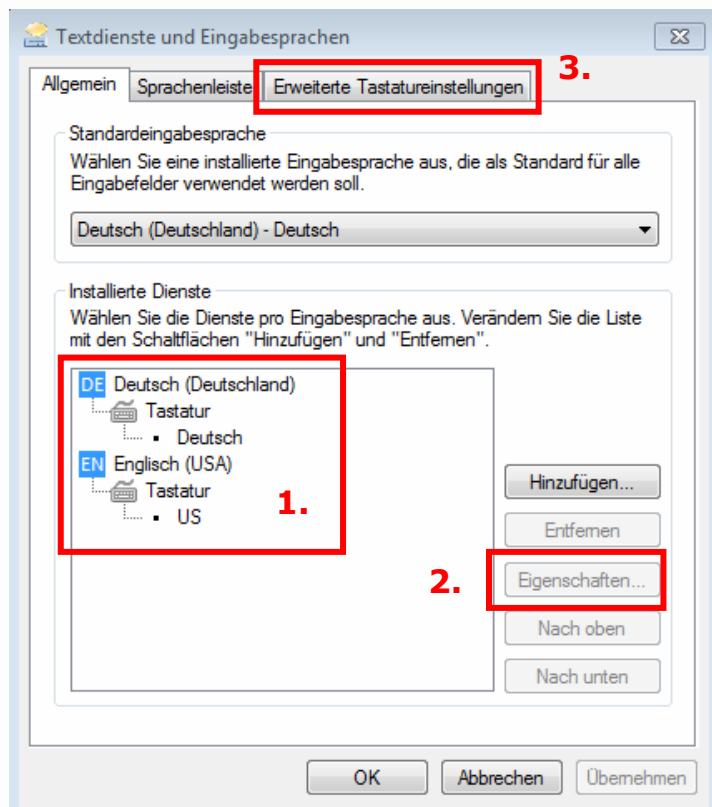 Textdienste und Eingabesprachen
3.
Allgemein Sprachenleiste Erweiterte Tastatureinstellungen
Standardeingabesprache
Wählen Sie eine installierte Eingabesprache aus, die als Standard für alle
Eingabefelder verwendet werden soll.
Deutsch (Deutschland) - Deutsch
Installierte Dienste
Wählen Sie die Dienste pro Eingabesprache aus. Verändern Sie die Liste
mit den Schaltflächen "Hinzufügen" und "Entfernen".
DE Deutsch (Deutschland)
Tastatur
Deutsch
EN Englisch (USA)
Tastatur
US
1.
Hinzufügen...
Entfernen
2.
Eigenschaften...
Nach oben
Nach unten
OK Abbrechen Übernehmen